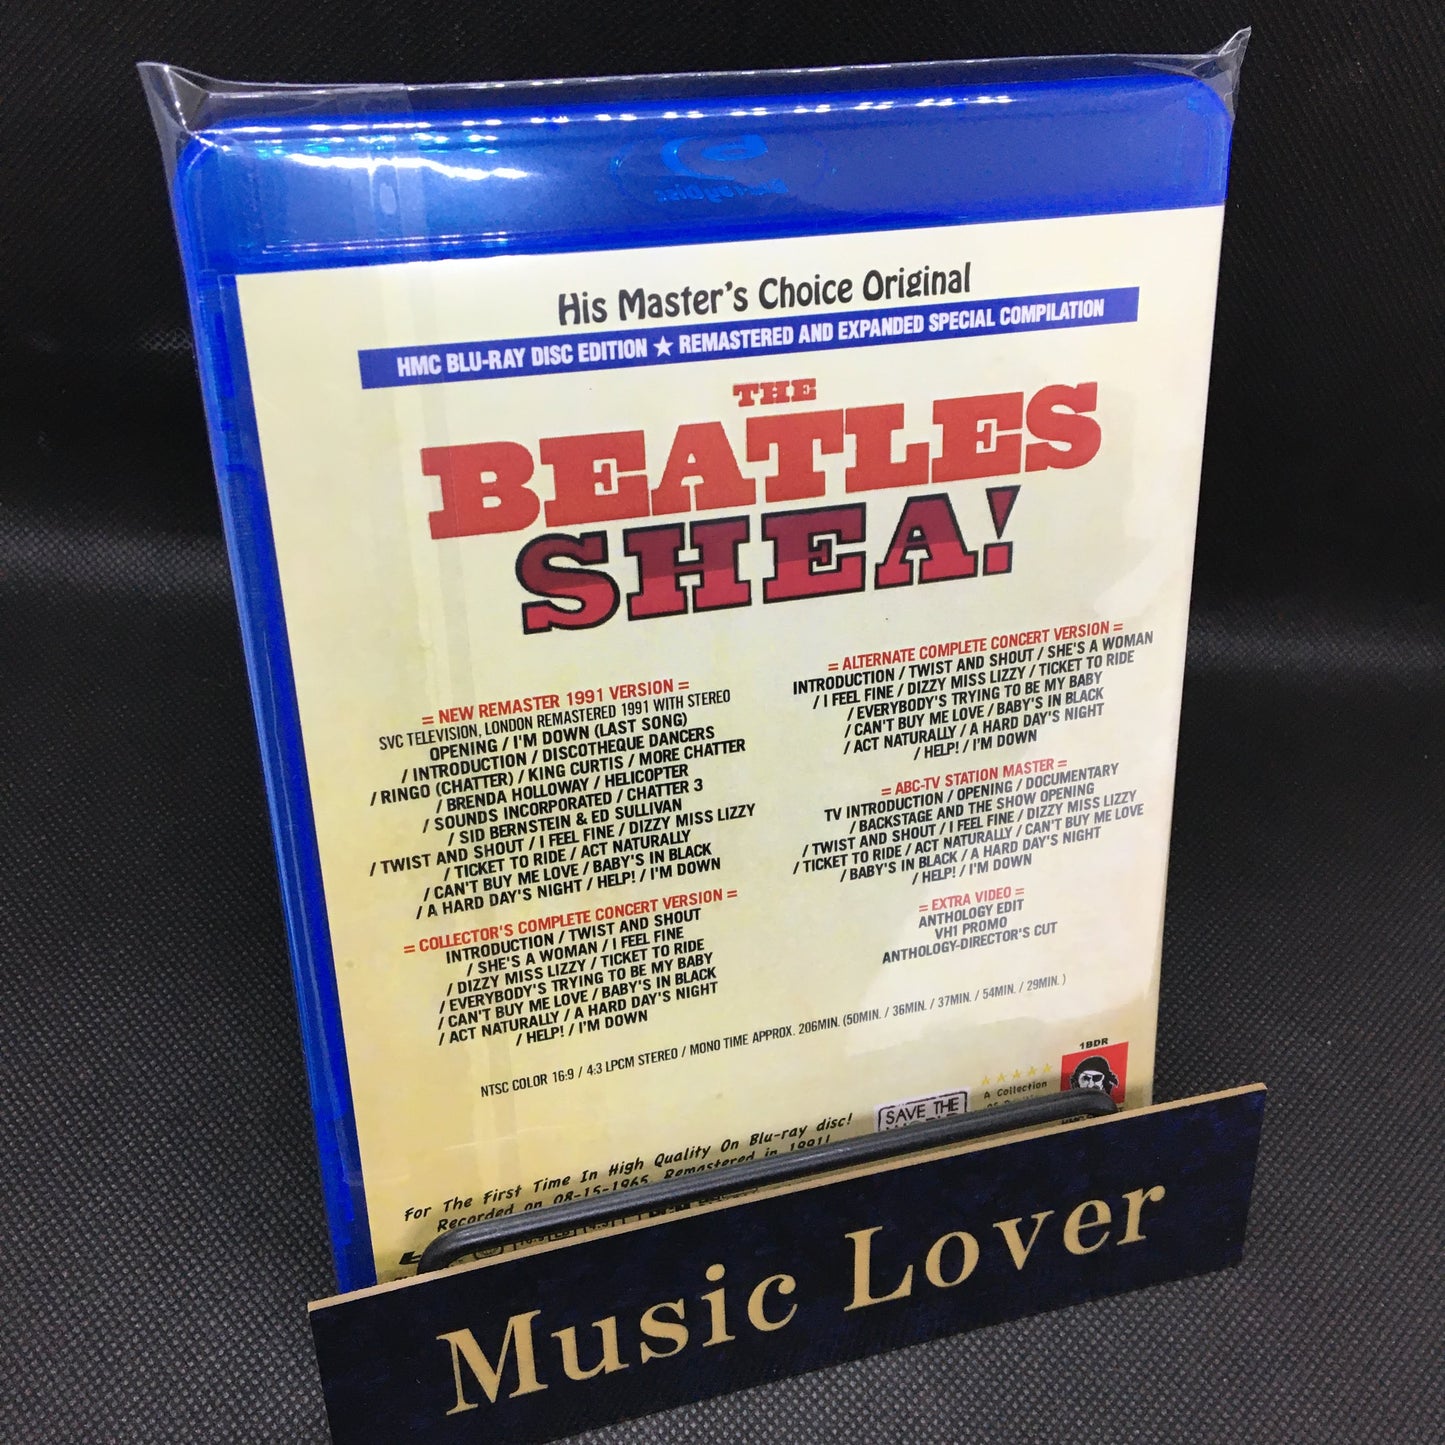 His Master's Choice Original
HMC BLU-RAY DISC EDITION ★ REMASTERED AND EXPANDED SPECIAL COMPILATION
THE
BEATLES
SHEA!
= NEW REMASTER 1991 VERSION =
SVC TELEVISION, LONDON REMASTERED 1991 WITH STEREO
OPENING / I'M DOWN (LAST SONG)
/ INTRODUCTION / DISCOTHEQUE DANCERS
/ RINGO (CHATTER) / KING CURTIS / MORE CHATTER
/ BRENDA HOLLOWAY / HELICOPTER
/ SOUNDS INCORPORATED / CHATTER 3
/ SID BERNSTEIN & ED SULLIVAN
/ TWIST AND SHOUT / I FEEL FINE / DIZZY MISS LIZZY
/ TICKET TO RIDE / ACT NATURALLY
/ CAN'T BUY ME LOVE / BABY'S IN BLACK
/ A HARD DAY'S NIGHT / HELP! / I'M DOWN
= COLLECTOR'S COMPLETE CONCERT VERSION =
INTRODUCTION / TWIST AND SHOUT
/ SHE'S A WOMAN / I FEEL FINE
/ DIZZY MISS LIZZY / TICKET TO RIDE
/ EVERYBODY'S TRYING TO BE MY BABY
/ CAN'T BUY ME LOVE / BABY'S IN BLACK
/ ACT NATURALLY / A HARD DAY'S NIGHT
/ HELP! / I'M DOWN
= ALTERNATE COMPLETE CONCERT VERSION =
INTRODUCTION / TWIST AND SHOUT / SHE'S A WOMAN
/ I FEEL FINE / DIZZY MISS LIZZY / TICKET TO RIDE
/ EVERYBODY'S TRYING TO BE MY BABY
/ CAN'T BUY ME LOVE / BABY'S IN BLACK
/ ACT NATURALLY / A HARD DAY'S NIGHT
/ HELP! / I'M DOWN
= ABC-TV STATION MASTER =
TV INTRODUCTION / OPENING / DOCUMENTARY
/ BACKSTAGE AND THE SHOW OPENING
/ TWIST AND SHOUT / I FEEL FINE / DIZZY MISS LIZZY
/ TICKET TO RIDE / ACT NATURALLY / CAN'T BUY ME LOVE
/ BABY'S IN BLACK / A HARD DAY'S NIGHT
/ HELP! / I'M DOWN
= EXTRA VIDEO =
ANTHOLOGY EDIT
VH1 PROMO
ANTHOLOGY-DIRECTOR'S CUT
NTSC COLOR 16:9 / 4:3 LPCM STEREO / MONO TIME APPROX. 206MIN. (50MIN. / 36MIN. / 37MIN. / 54MIN. / 29MIN. )
1BDR
A Collection
SAVE THE
For The First Time In High Quality On Blu-ray disc!
Recorded on 08-15-1965, Remastered in 1991!
Music Lover